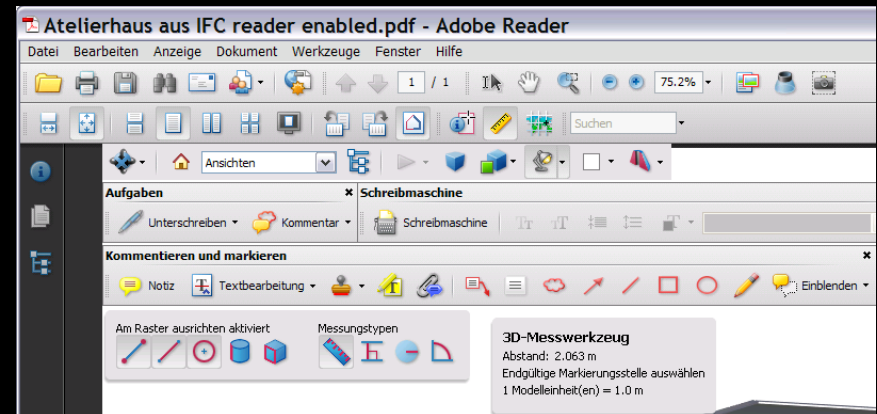 Atelierhaus aus IFC reader enabled.pdf - Adobe Reader
Datei Bearbeiten Anzeige Dokument Werkzeuge Fenster Hilfe
1 / 1 75.2%
Suchen
Ansichten
Aufgaben x Schreibmaschine
Unterschreiben Kommentar Schreibmaschine Tr TT T
Kommentieren und markieren x
Notiz Textbearbeitung Einblenden
Am Raster ausrichten aktiviert Messungstypen
3D-Messwerkzeug
Abstand: 2.063 m
Endgültige Markierungsstelle auswählen
1 Modelleinheit(en) = 1.0 m